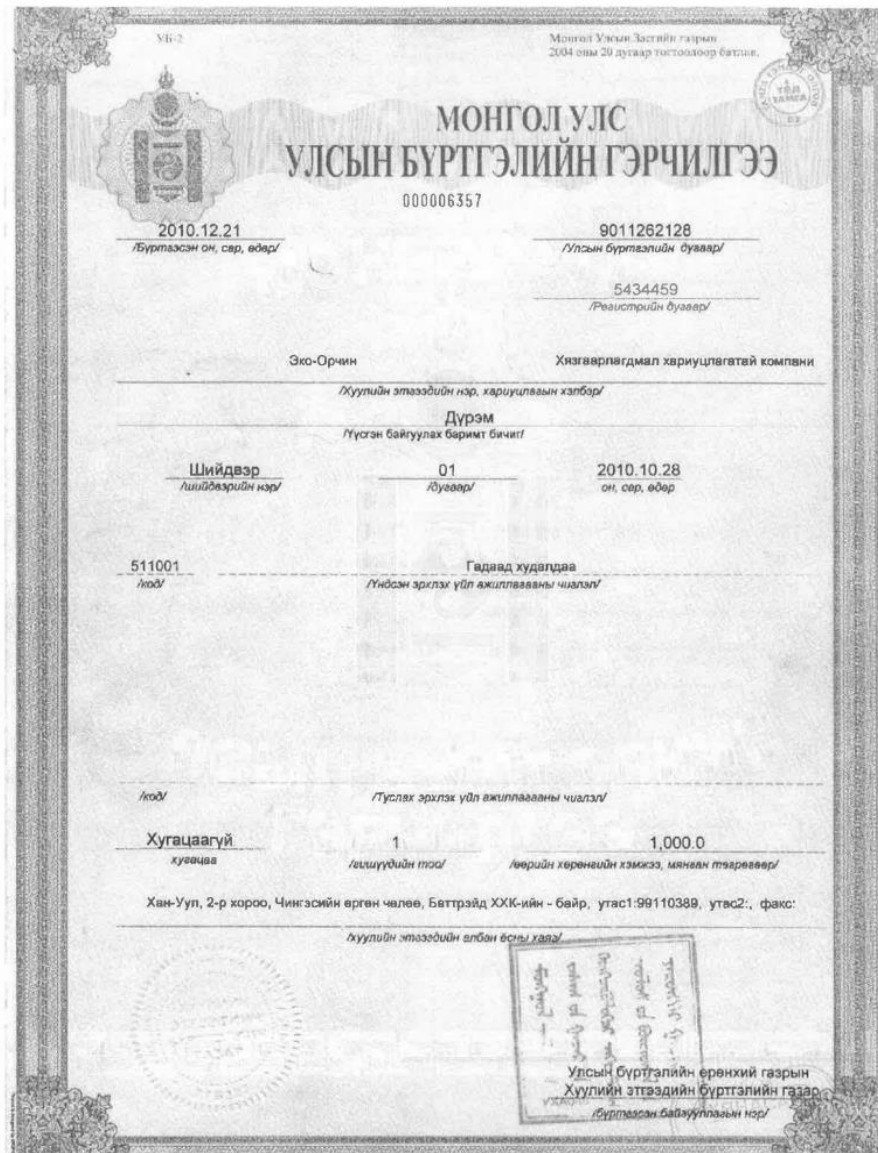 УБ-2
Монгол Улсын Засгийн газрын
2004 оны 20 дугаар тогтоолоор батлав.
МОНГОЛ УЛС
УЛСЫН БҮРТГЭЛИЙН ГЭРЧИЛГЭЭ
000006357
2010.12.21 9011262128
/Бүртгэсэн он, сар, өдөр/ /Улсын бүртгэлийн дугаар/
5434459
/Регистрийн дугаар/
Эко-Орчин Хязгаарлагдмал хариуцлагатай компани
/Хуулийн этгээдийн нэр, хариуцлагын хэлбэр/
Дүрэм
/Үүсгэн байгуулах баримт бичиг/
Шийдвэр 01 2010.10.28
/шийдвэрийн нэр/ /дугаар/ он, сар, өдөр
511001 Гадаад худалдаа
/код/ /Үндсэн эрхлэх үйл ажиллагааны чиглэл/
/код/ /Туслах эрхлэх үйл ажиллагааны чиглэл/
Хугацаагүй 1 1,000.0
хугацаа /гишүүдийн тоо/ /өөрийн хөрөнгийн хэмжээ, мянган төгрөгөөр/
Хан-Уул, 2-р хороо, Чингэсийн өргөн чөлөө, Баттрэйд ХХК-ийн - байр, утас1:99110389, утас2:, факс:
/хуулийн этгээдийн албан ёсны хаяг/
Улсын бүртгэлийн ерөнхий газрын
Хуулийн этгээдийн бүртгэлийн газар
/бүртгэсэн байгууллагын нэр/